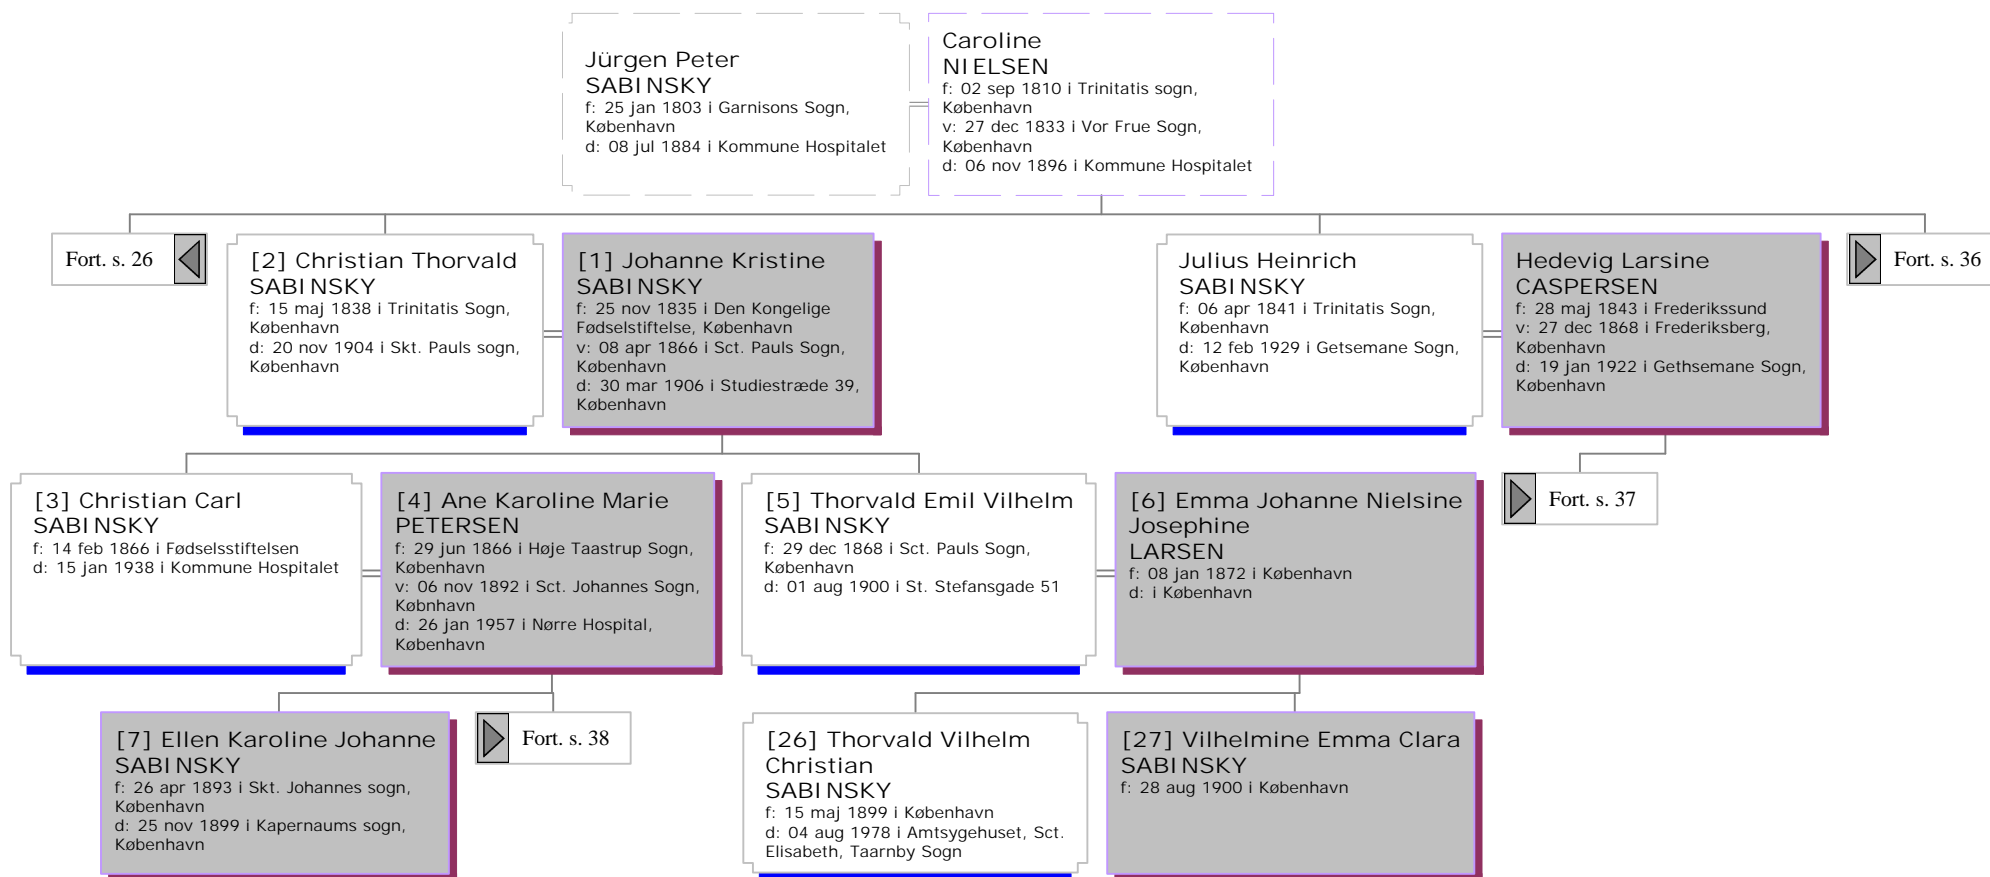 Jürgen Peter
SABINSKY
f: 25 jan 1803 i Garnisons Sogn,
København
d: 08 jul 1884 i Kommune Hospitalet
Caroline
NIELSEN
f: 02 sep 1810 i Trinitatis sogn,
København
v: 27 dec 1833 i Vor Frue Sogn,
København
d: 06 nov 1896 i Kommune Hospitalet
Fort. s. 26
[2] Christian Thorvald
SABINSKY
f: 15 maj 1838 i Trinitatis Sogn,
København
d: 20 nov 1904 i Skt. Pauls sogn,
København
[1] Johanne Kristine
SABINSKY
f: 25 nov 1835 i Den Kongelige
Fødselstiftelse, København
v: 08 apr 1866 i Sct. Pauls Sogn,
København
d: 30 mar 1906 i Studiestræde 39,
København
Julius Heinrich
SABINSKY
f: 06 apr 1841 i Trinitatis Sogn,
København
d: 12 feb 1929 i Getsemane Sogn,
København
Hedevig Larsine
CASPERSEN
f: 28 maj 1843 i Frederikssund
v: 27 dec 1868 i Frederiksberg,
København
d: 19 jan 1922 i Gethsemane Sogn,
København
Fort. s. 36
[3] Christian Carl
SABINSKY
f: 14 feb 1866 i Fødselsstiftelsen
d: 15 jan 1938 i Kommune Hospitalet
[4] Ane Karoline Marie
PETERSEN
f: 29 jun 1866 i Høje Taastrup Sogn,
København
v: 06 nov 1892 i Sct. Johannes Sogn,
Købnhavn
d: 26 jan 1957 i Nørre Hospital,
København
[5] Thorvald Emil Vilhelm
SABINSKY
f: 29 dec 1868 i Sct. Pauls Sogn,
København
d: 01 aug 1900 i St. Stefansgade 51
[6] Emma Johanne Nielsine
Josephine
LARSEN
f: 08 jan 1872 i København
d: i København
Fort. s. 37
[7] Ellen Karoline Johanne
SABINSKY
f: 26 apr 1893 i Skt. Johannes sogn,
København
d: 25 nov 1899 i Kapernaums sogn,
København
Fort. s. 38
[26] Thorvald Vilhelm
Christian
SABINSKY
f: 15 maj 1899 i København
d: 04 aug 1978 i Amtsygehuset, Sct.
Elisabeth, Taarnby Sogn
[27] Vilhelmine Emma Clara
SABINSKY
f: 28 aug 1900 i København